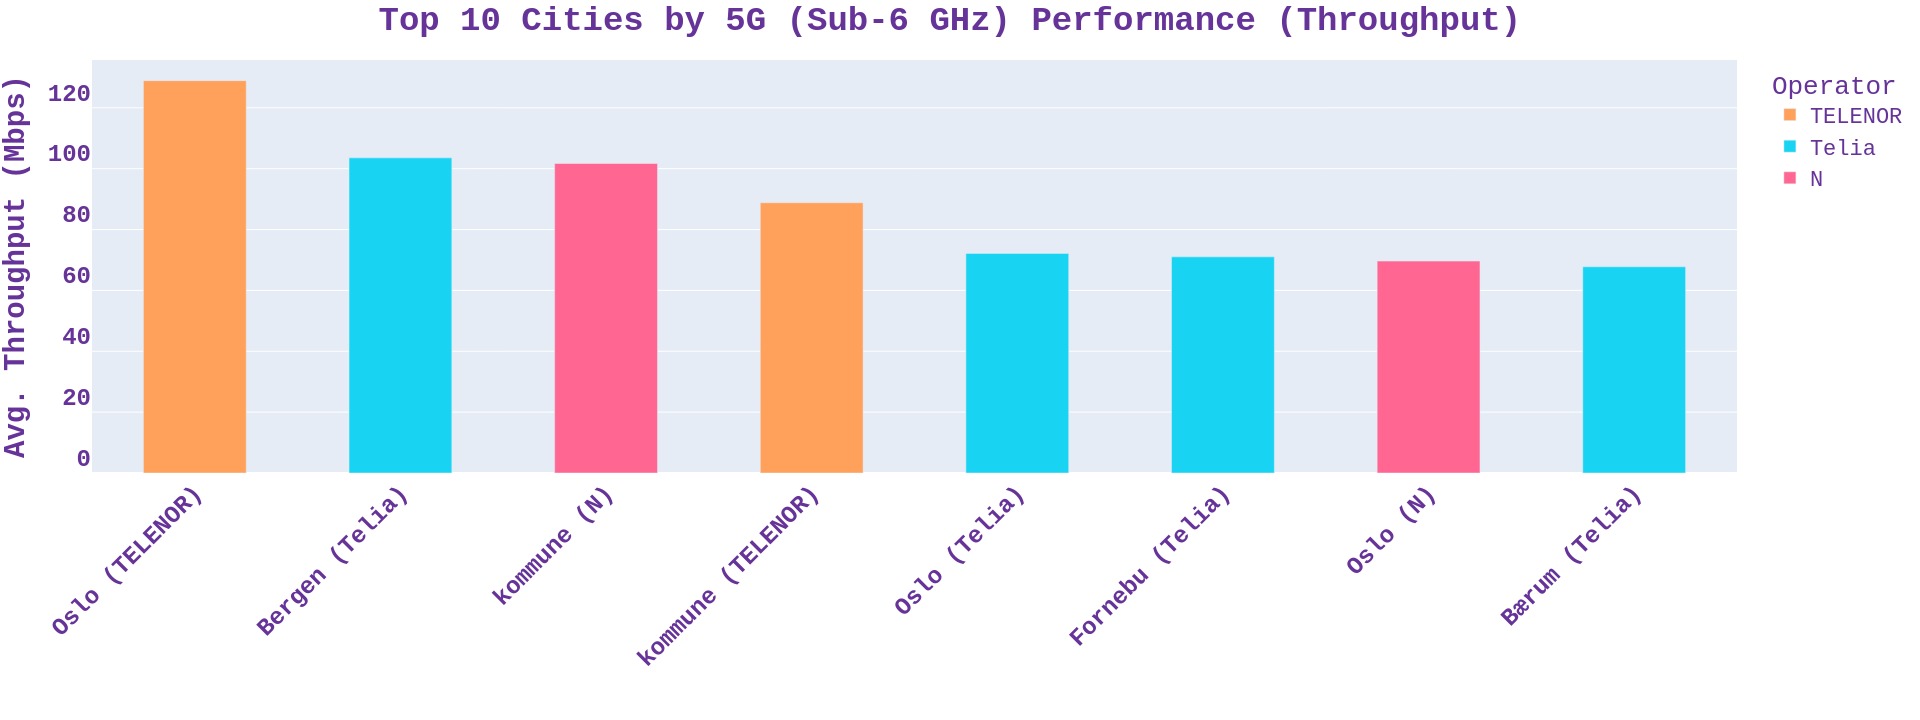 Top 10 Cities by 5G (Sub-6 GHz) Performance (Throughput)
Avg. Throughput (Mbps)
120
100
80
60
40
20
0
Oslo (TELENOR)
Bergen (Telia)
kommune (N)
kommune (TELENOR)
Oslo (Telia)
Fornebu (Telia)
Oslo (N)
Bærum (Telia)
Operator
TELENOR
Telia
N